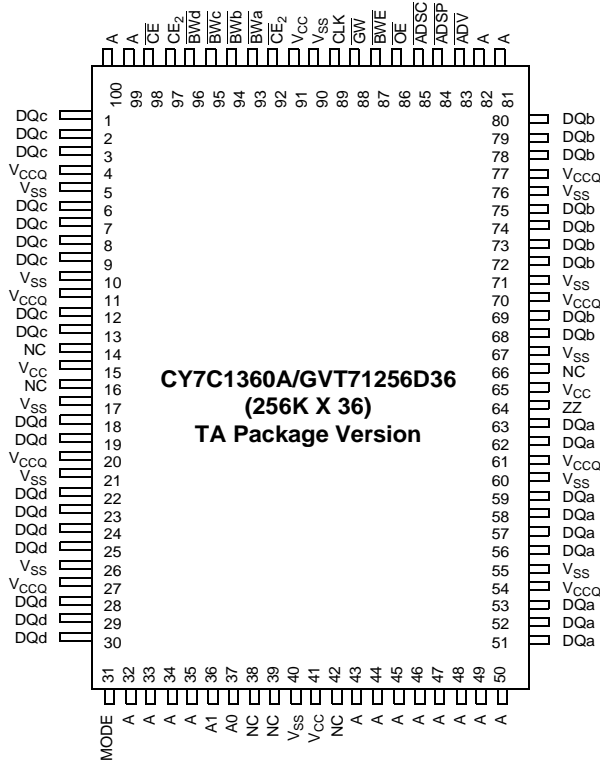 A A CE CE2 BWd BWc BWb BWa CE2 VCC VSS CLK GW BWE OE ADSC ADSP ADV A A
100 99 98 97 96 95 94 93 92 91 90 89 88 87 86 85 84 83 82 81
DQc 1
DQc 2
DQc 3
VCCQ 4
VSS 5
DQc 6
DQc 7
DQc 8
DQc 9
VSS 10
VCCQ 11
DQc 12
DQc 13
NC 14
VCC 15
NC 16
VSS 17
DQd 18
DQd 19
VCCQ 20
VSS 21
DQd 22
DQd 23
DQd 24
DQd 25
VSS 26
VCCQ 27
DQd 28
DQd 29
DQd 30
CY7C1360A/GVT71256D36
(256K X 36)
TA Package Version
80 DQb
79 DQb
78 DQb
77 VCCQ
76 VSS
75 DQb
74 DQb
73 DQb
72 DQb
71 VSS
70 VCCQ
69 DQb
68 DQb
67 VSS
66 NC
65 VCC
64 ZZ
63 DQa
62 DQa
61 VCCQ
60 VSS
59 DQa
58 DQa
57 DQa
56 DQa
55 VSS
54 VCCQ
53 DQa
52 DQa
51 DQa
31 32 33 34 35 36 37 38 39 40 41 42 43 44 45 46 47 48 49 50
MODE A A A A A1 A0 NC NC VSS VCC NC A A A A A A A A